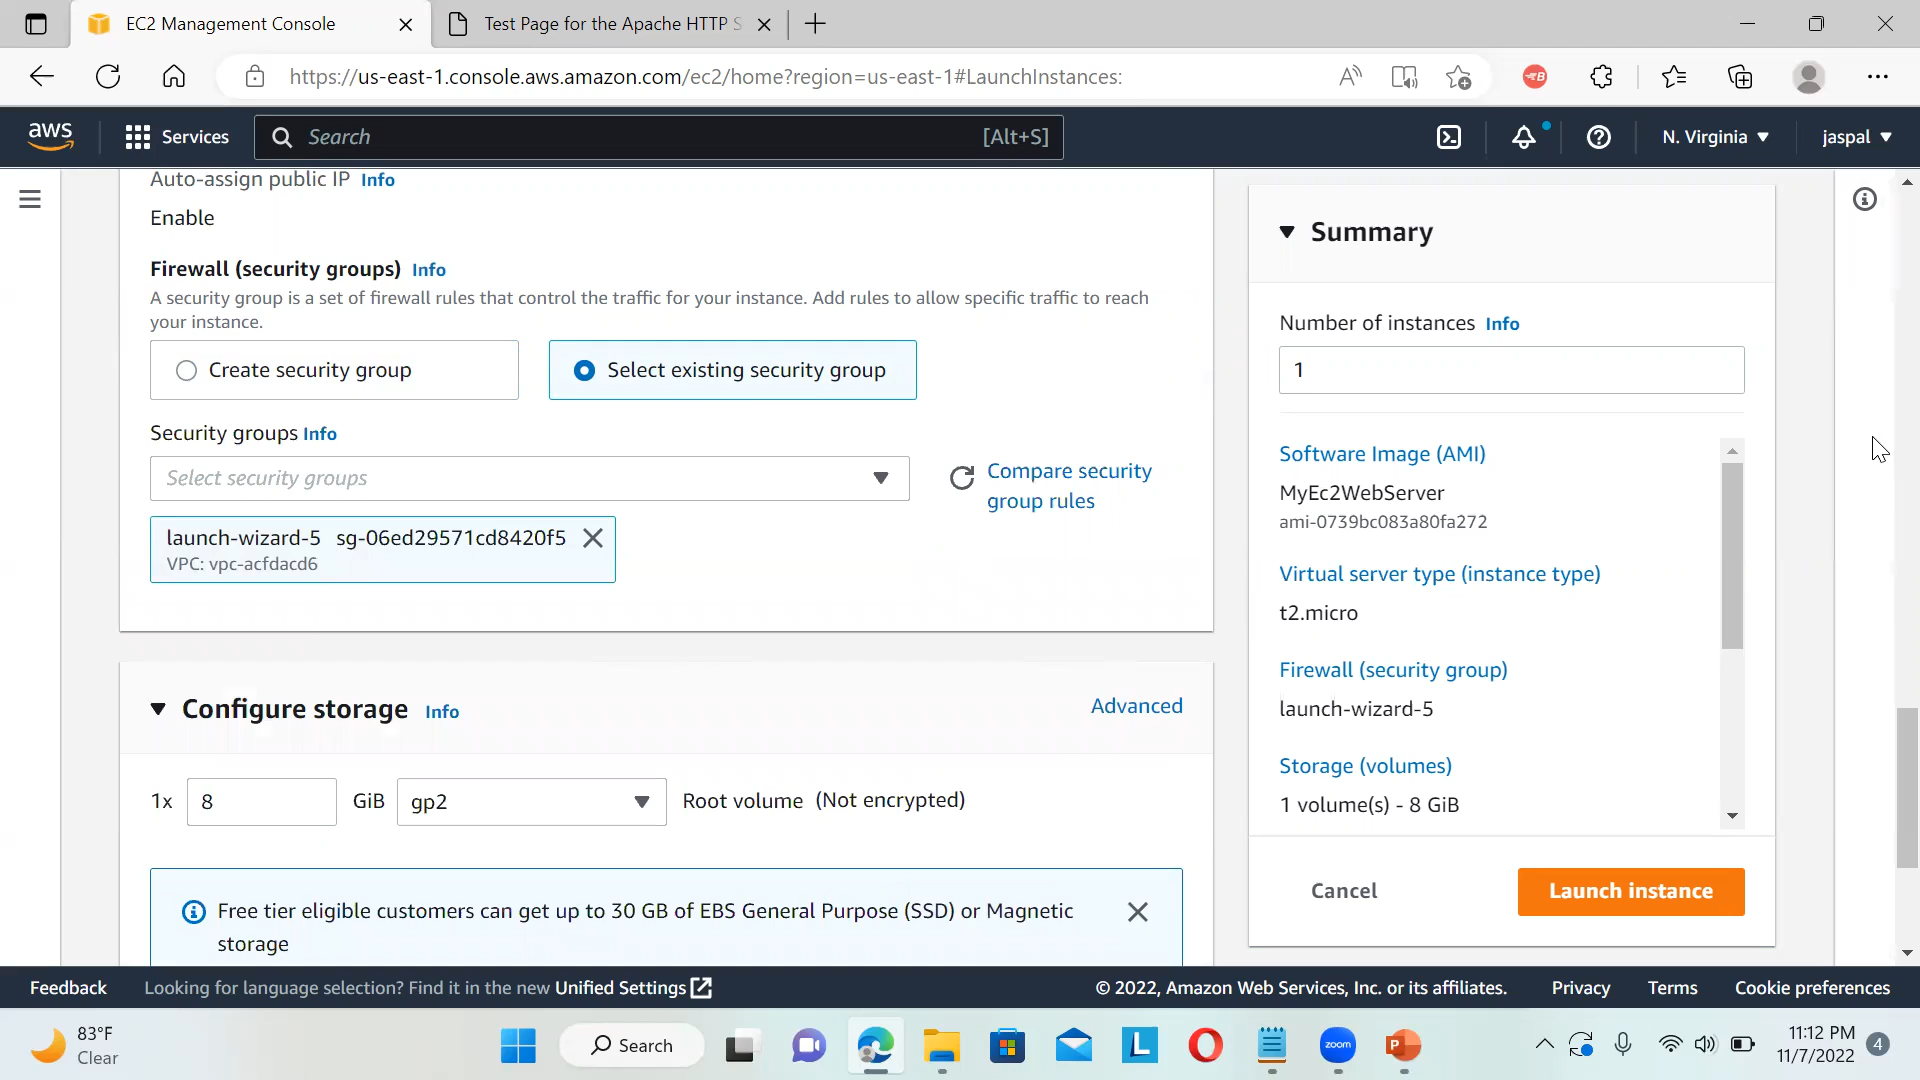 EC2 Management Console
Test Page for the Apache HTTP S
https://us-east-1.console.aws.amazon.com/ec2/home?region=us-east-1#LaunchInstances:
aws
Services
Search
[Alt+S]
N. Virginia
jaspal
Auto-assign public IP Info
Enable
Firewall (security groups) Info
A security group is a set of firewall rules that control the traffic for your instance. Add rules to allow specific traffic to reach
your instance.
Create security group
Select existing security group
Security groups Info
Select security groups
Compare security
group rules
launch-wizard-5 sg-06ed29571cd8420f5
VPC: vpc-acfdacd6
Configure storage Info
Advanced
1x
8
GiB
gp2
Root volume (Not encrypted)
Free tier eligible customers can get up to 30 GB of EBS General Purpose (SSD) or Magnetic
storage
Summary
Number of instances Info
1
Software Image (AMI)
MyEc2WebServer
ami-0739bc083a80fa272
Virtual server type (instance type)
t2.micro
Firewall (security group)
launch-wizard-5
Storage (volumes)
1 volume(s) - 8 GiB
Cancel
Launch instance
Feedback
Looking for language selection? Find it in the new Unified Settings
© 2022, Amazon Web Services, Inc. or its affiliates.
Privacy
Terms
Cookie preferences
83°F
Clear
Search
L
zoom
P
11:12 PM
11/7/2022
4